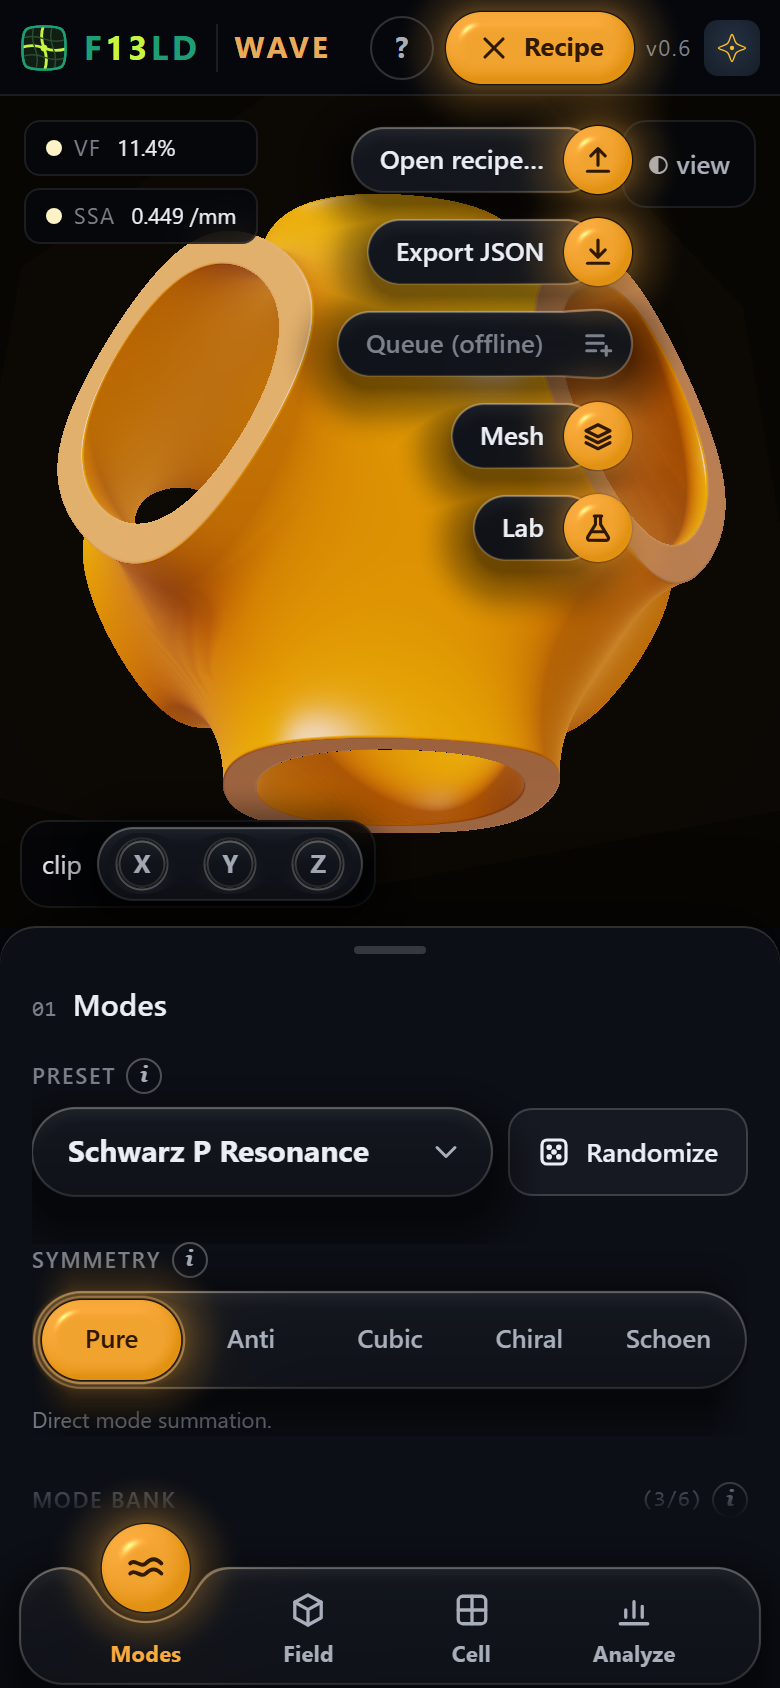 F13LD WAVE ? Recipe v0.6
VF 11.4%
SSA 0.449 /mm
Open recipe...
view
Export JSON
Queue (offline)
Mesh
Lab
clip X Y Z
01 Modes
PRESET i
Schwarz P Resonance
Randomize
SYMMETRY i
Pure Anti Cubic Chiral Schoen
Direct mode summation.
MODE BANK (3/6) i
Modes Field Cell Analyze